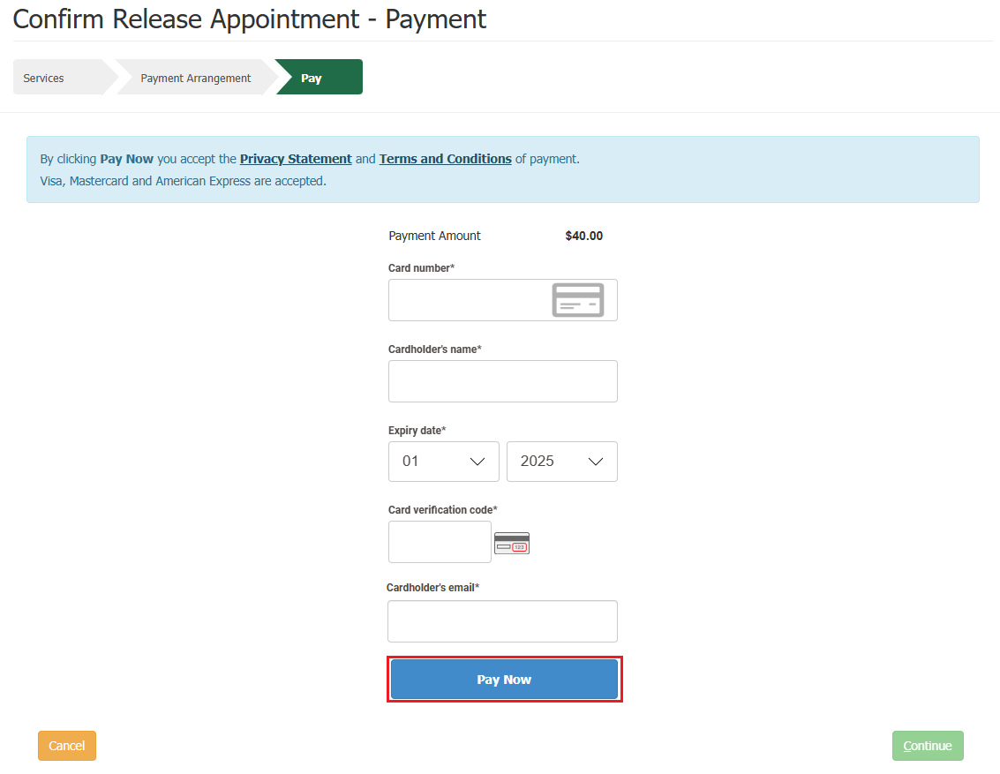 Confirm Release Appointment - Payment
Services
Payment Arrangement
Pay
By clicking Pay Now you accept the Privacy Statement and Terms and Conditions of payment.
Visa, Mastercard and American Express are accepted.
Payment Amount $40.00
Card number*
Cardholder's name*
Expiry date*
01 2025
Card verification code*
123
Cardholder's email*
Pay Now
Cancel
Continue